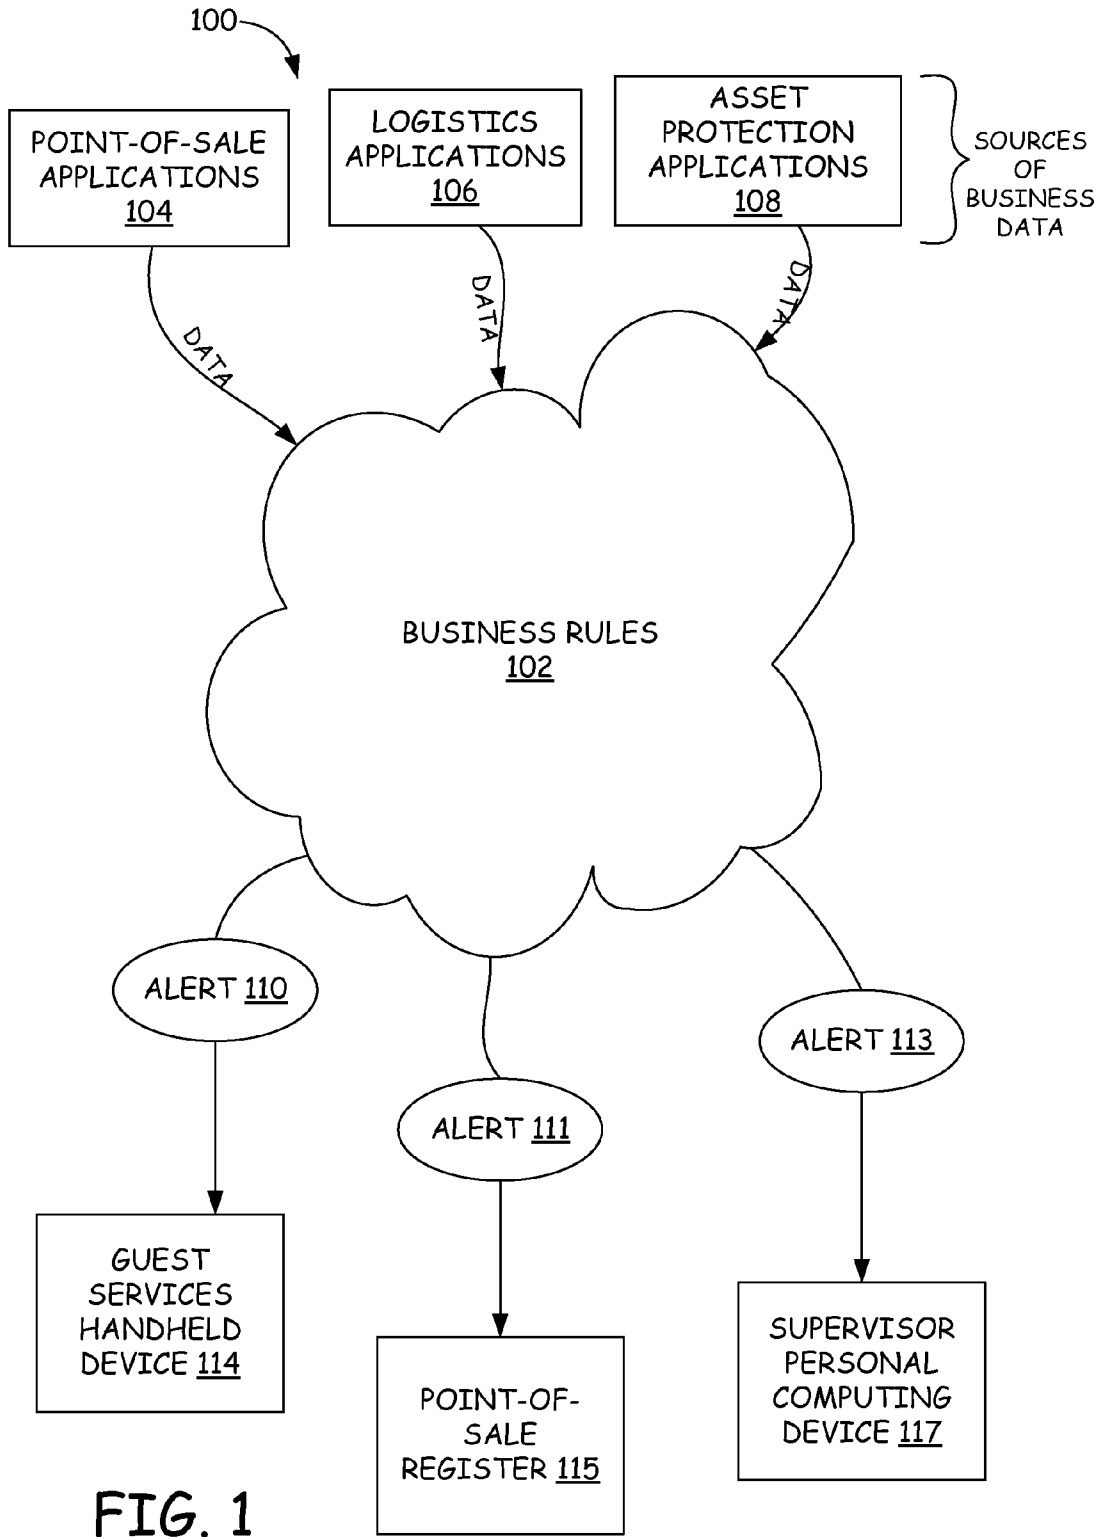 100
POINT-OF-SALE
APPLICATIONS
104
LOGISTICS
APPLICATIONS
106
ASSET
PROTECTION
APPLICATIONS
108
SOURCES
OF
BUSINESS
DATA
DATA
DATA
DATA
BUSINESS RULES
102
ALERT 110
ALERT 111
ALERT 113
GUEST
SERVICES
HANDHELD
DEVICE 114
POINT-OF-
SALE
REGISTER 115
SUPERVISOR
PERSONAL
COMPUTING
DEVICE 117
FIG. 1